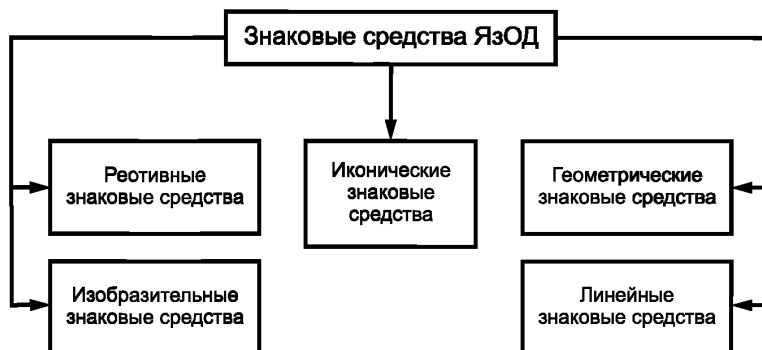 Знаковые средства ЯзОД
Реотивные
знаковые средства
Иконические
знаковые
средства
Геометрические
знаковые средства
Изобразительные
знаковые средства
Линейные
знаковые средства